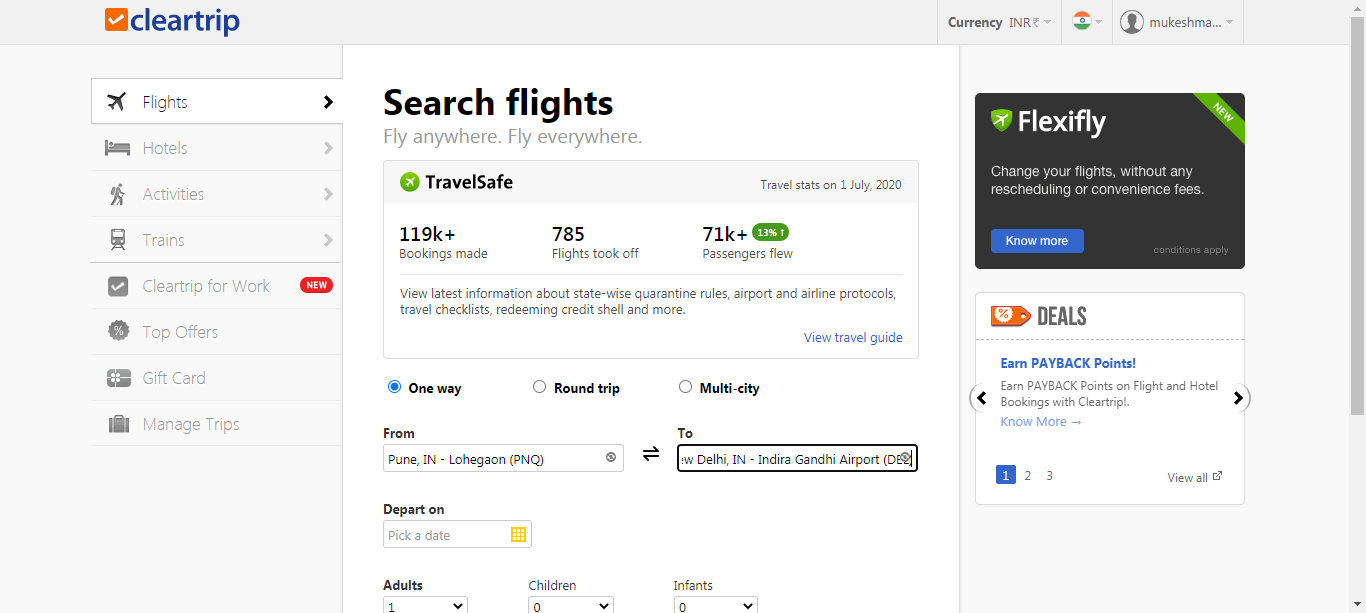 cleartrip
Currency INR₹
mukeshma...
Flights
Hotels
Activities
Trains
Cleartrip for Work NEW
Top Offers
Gift Card
Manage Trips
Search flights
Fly anywhere. Fly everywhere.
TravelSafe
Travel stats on 1 July, 2020
119k+ 785 71k+ 13% ↑
Bookings made Flights took off Passengers flew
View latest information about state-wise quarantine rules, airport and airline protocols,
travel checklists, redeeming credit shell and more.
View travel guide
One way Round trip Multi-city
From To
Pune, IN - Lohegaon (PNQ)
ew Delhi, IN - Indira Gandhi Airport (DEL)
Depart on
Pick a date
Adults Children Infants
1 0 0
NEW
Flexifly
Change your flights, without any
rescheduling or convenience fees.
Know more
conditions apply
% DEALS
Earn PAYBACK Points!
Earn PAYBACK Points on Flight and Hotel
Bookings with Cleartrip!.
Know More →
1 2 3
View all